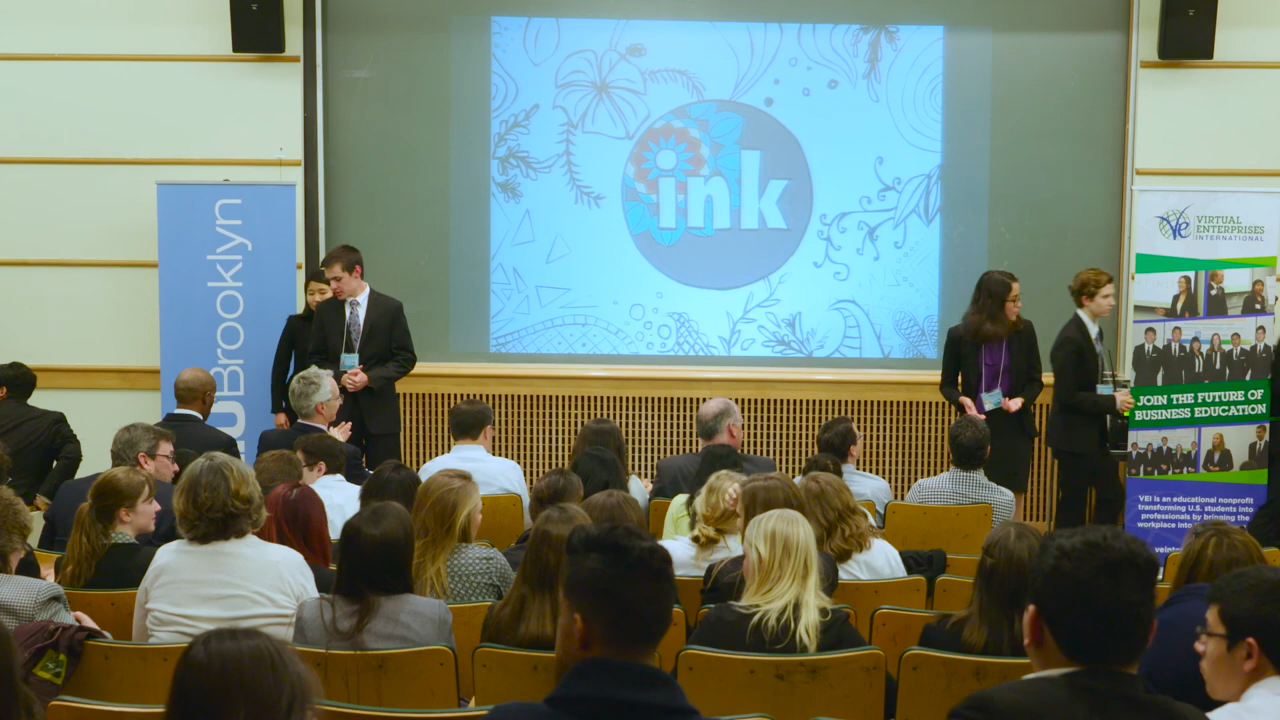 ink
UBrooklyn
Ve VIRTUAL
ENTERPRISES
INTERNATIONAL
JOIN THE FUTURE OF
BUSINESS EDUCATION
VEI is an educational nonprofit
transforming U.S. students into
professionals by bringing the
workplace into